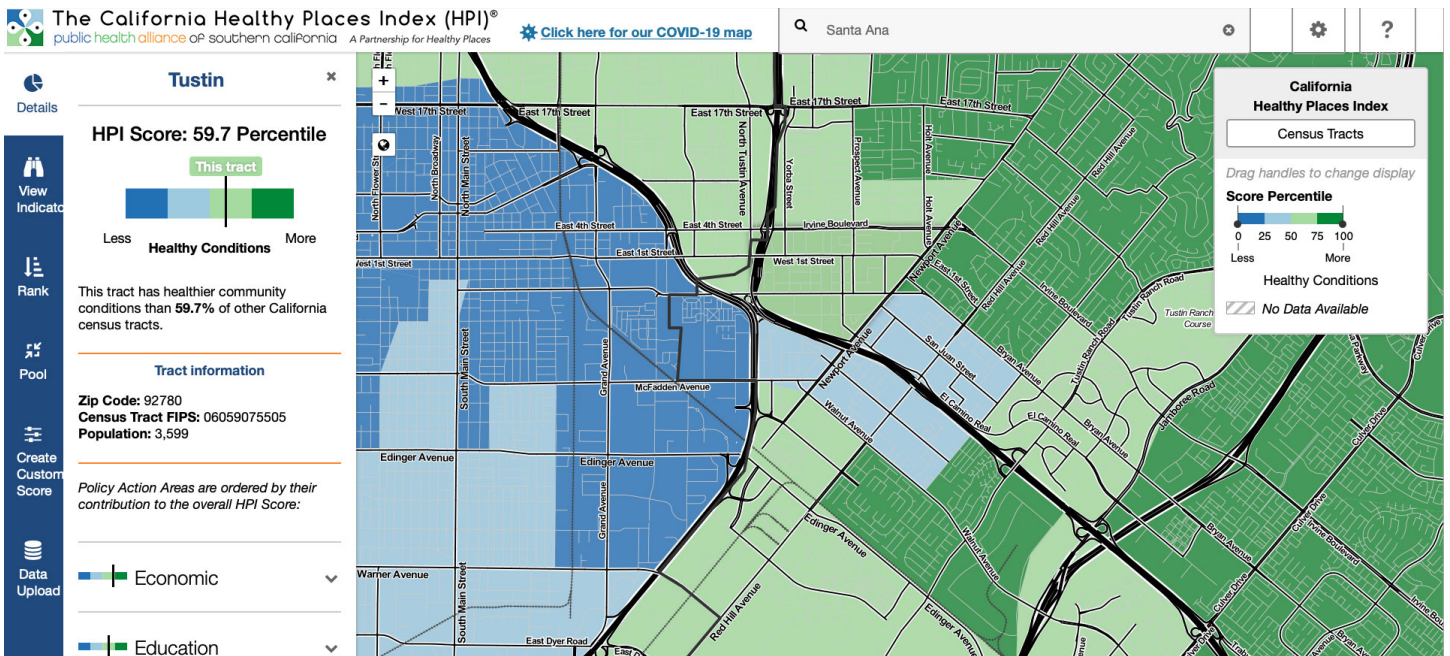 The California Healthy Places Index (HPI)®
public health alliance of southern california A Partnership for Healthy Places
Click here for our COVID-19 map
Santa Ana
?
Details
View
Indicato
Rank
Pool
Create
Custom
Score
Data
Upload
Tustin
HPI Score: 59.7 Percentile
This tract
Less
More
Healthy Conditions
This tract has healthier community
conditions than 59.7% of other California
census tracts.
Tract information
Zip Code: 92780
Census Tract FIPS: 06059075505
Population: 3,599
Policy Action Areas are ordered by their
contribution to the overall HPI Score:
Economic
Education
+
-
West 17th Street
East 17th Street
East 17th Street
East 17th Street
East 17th Street
North Broadway
North Main Street
North Tustin Avenue
Yorba Street
Prospect Avenue
Holt Avenue
Holt Avenue
Red Hill Avenue
Red Hill Avenue
Red Hill Avenue
East 4th Street
East 4th Street
Irvine Boulevard
East 1st Street
West 1st Street
Newport Avenue
East 1st Street
Irvine Boulevard
Tustin Ranch Road
Tustin Ranch
Course
South Main Street
Grand Avenue
McFadden Avenue
Newport Avenue
San Juan Street
Bryan Avenue
Tustin Ranch Road
Walnut Avenue
El Camino Real
El Camino Real
Bryan Avenue
Jamboree Road
Culver Drive
Edinger Avenue
Edinger Avenue
Grand Avenue
Edinger Avenue
Walnut Avenue
Bryan Avenue
Culver Drive
Irvine Boulevard
Warner Avenue
South Main Street
East Dyer Road
Red Hill Avenue
Edinger Avenue
Culver Drive
California
Healthy Places Index
Census Tracts
Drag handles to change display
Score Percentile
0 25 50 75 100
Less
More
Healthy Conditions
No Data Available